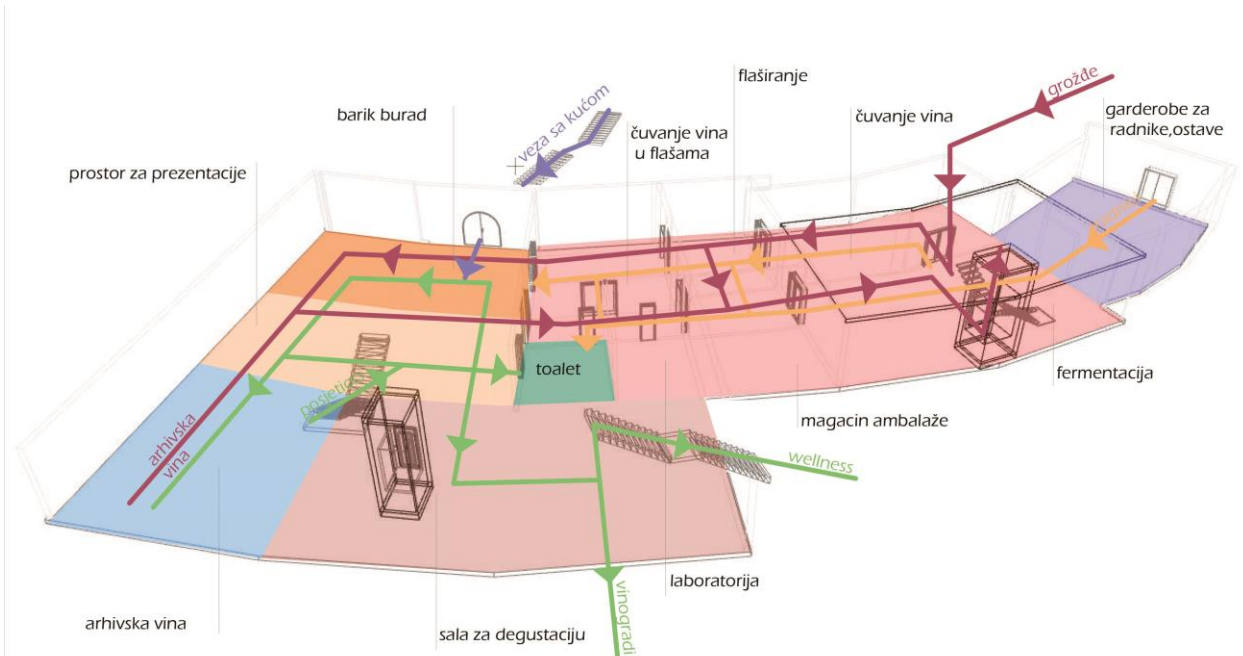 flaširanje
grožđe
barik burad
veza sa kućom
čuvanje vina
u flašama
čuvanje vina
garderobe za
radnike,ostave
prostor za prezentacije
toalet
fermentacija
magacin ambalaže
arhivska
vina
wellness
laboratorija
vinogradi
arhivska vina
sala za degustaciju